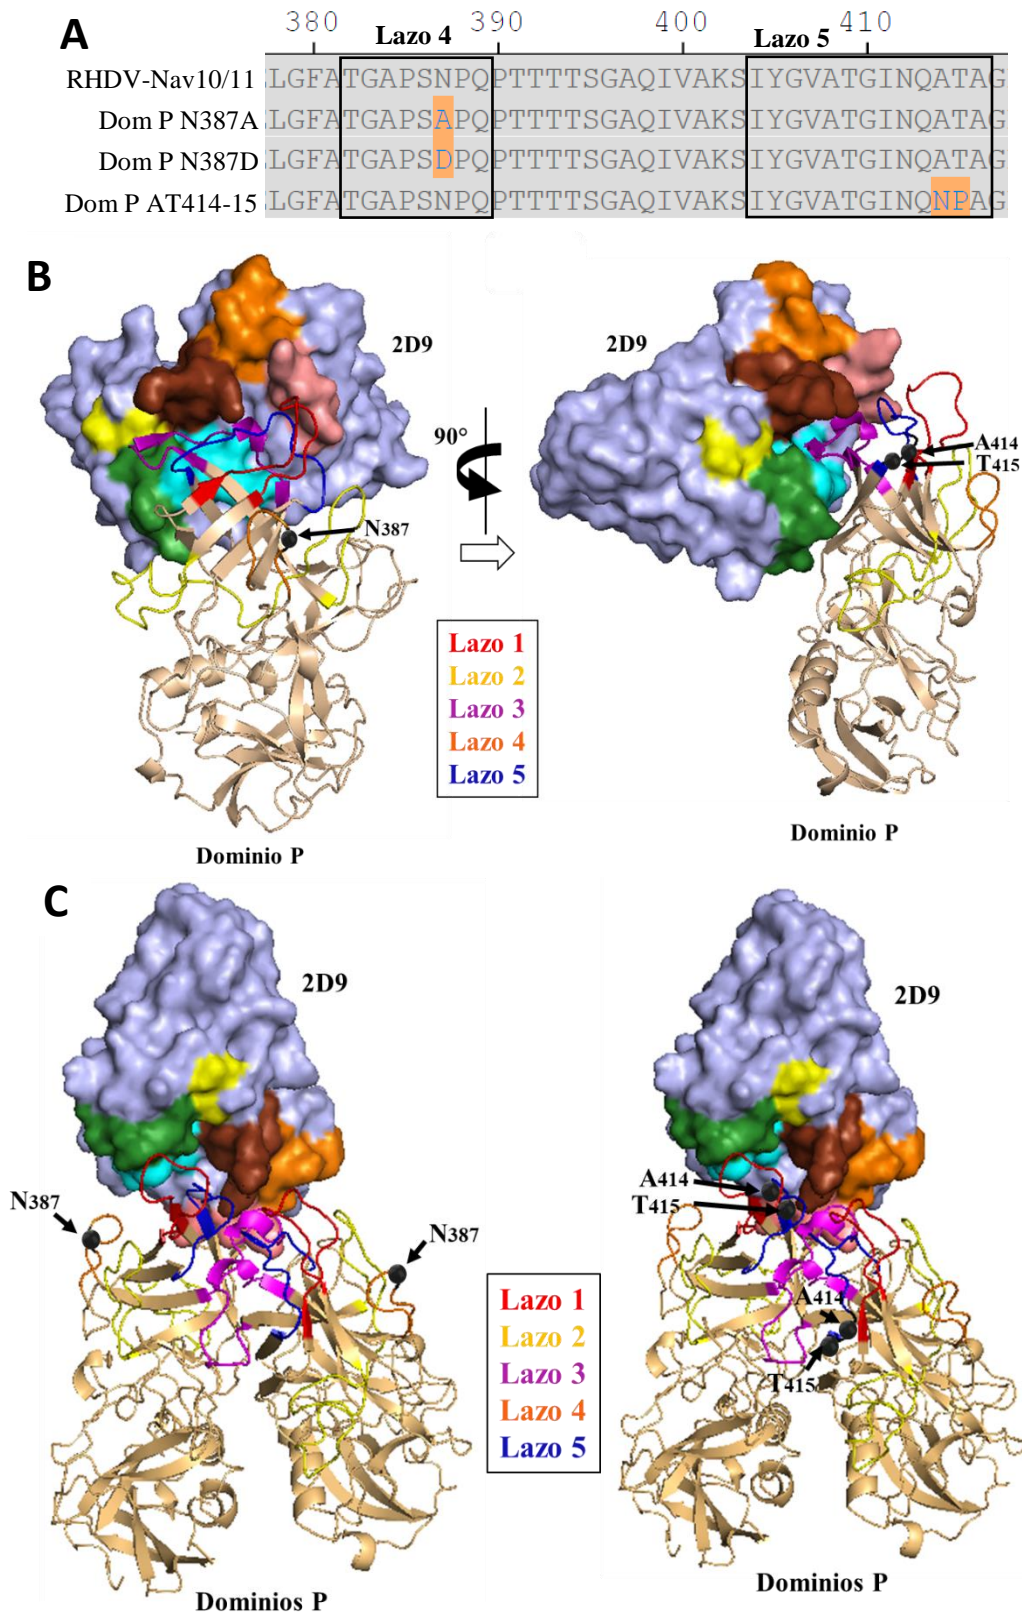 A
380 390 400 410
Lazo 4 Lazo 5
RHDV-Nav10/11 LGFATGAPSNPQPTTTTSGAQIVAKSIYGVATGINQATAG
Dom P N387A LGFATGAPSAPQPTTTTSGAQIVAKSIYGVATGINQATAG
Dom P N387D LGFATGAPSDPQPTTTTSGAQIVAKSIYGVATGINQATAG
Dom P AT414-15 LGFATGAPSNPQPTTTTSGAQIVAKSIYGVATGINQNPAG
B
2D9
2D9
90°
N387
A414
T415
Lazo 1
Lazo 2
Lazo 3
Lazo 4
Lazo 5
Dominio P
Dominio P
C
2D9
2D9
N387
N387
A414
T415
A414
T415
Lazo 1
Lazo 2
Lazo 3
Lazo 4
Lazo 5
Dominios P
Dominios P